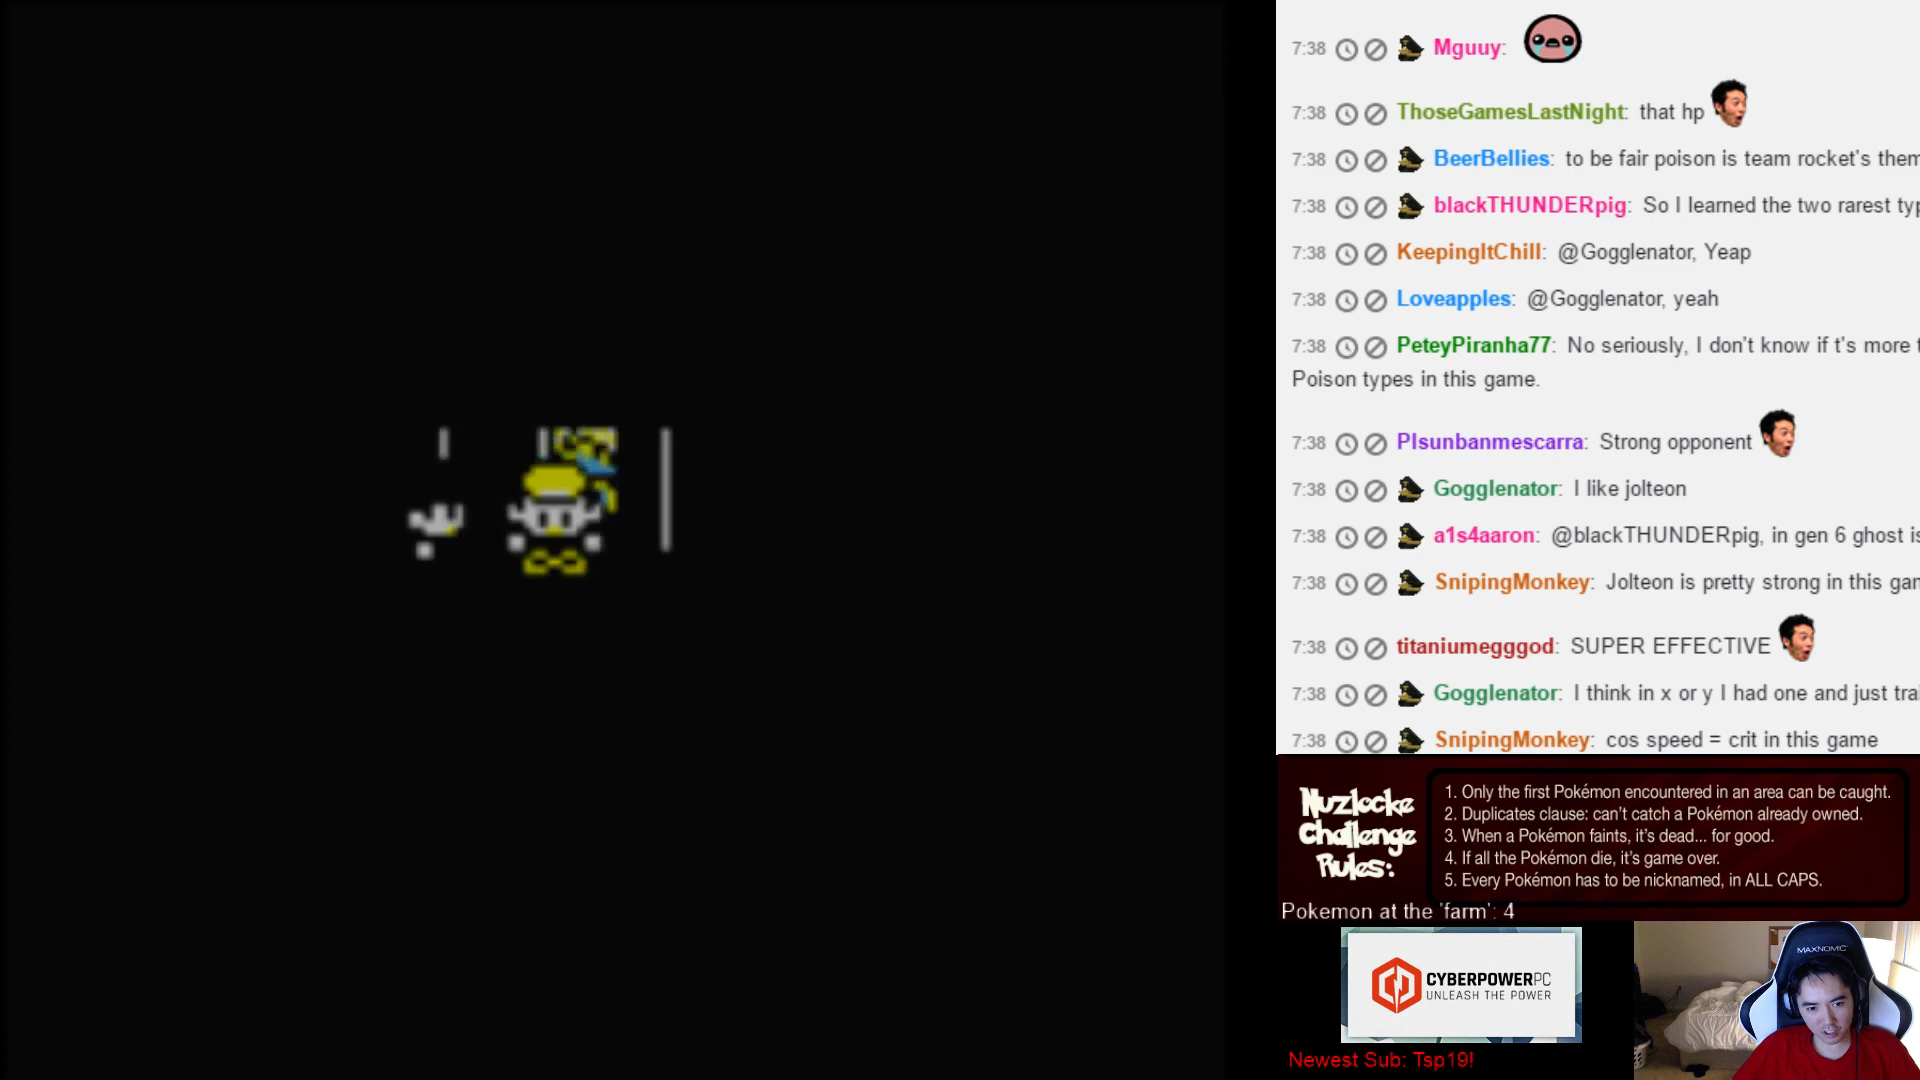 7:38 Mguuy:
7:38 ThoseGamesLastNight: that hp
7:38 BeerBellies: to be fair poison is team rocket's them
7:38 blackTHUNDERpig: So I learned the two rarest typ
7:38 KeepingItChill: @Gogglenator, Yeap
7:38 Loveapples: @Gogglenator, yeah
7:38 PeteyPiranha77: No seriously, I don't know if t's more t
Poison types in this game.
7:38 Plsunbanmescarra: Strong opponent
7:38 Gogglenator: I like jolteon
7:38 a1s4aaron: @blackTHUNDERpig, in gen 6 ghost is
7:38 SnipingMonkey: Jolteon is pretty strong in this gam
7:38 titaniumegggod: SUPER EFFECTIVE
7:38 Gogglenator: I think in x or y I had one and just trai
7:38 SnipingMonkey: cos speed = crit in this game
Nuzlocke
Challenge
Rules:
1. Only the first Pokémon encountered in an area can be caught.
2. Duplicates clause: can't catch a Pokémon already owned.
3. When a Pokémon faints, it's dead... for good.
4. If all the Pokémon die, it's game over.
5. Every Pokémon has to be nicknamed, in ALL CAPS.
Pokemon at the 'farm': 4
CYBERPOWERPC
UNLEASH THE POWER
MAXNOMIC
Newest Sub: Tsp19!